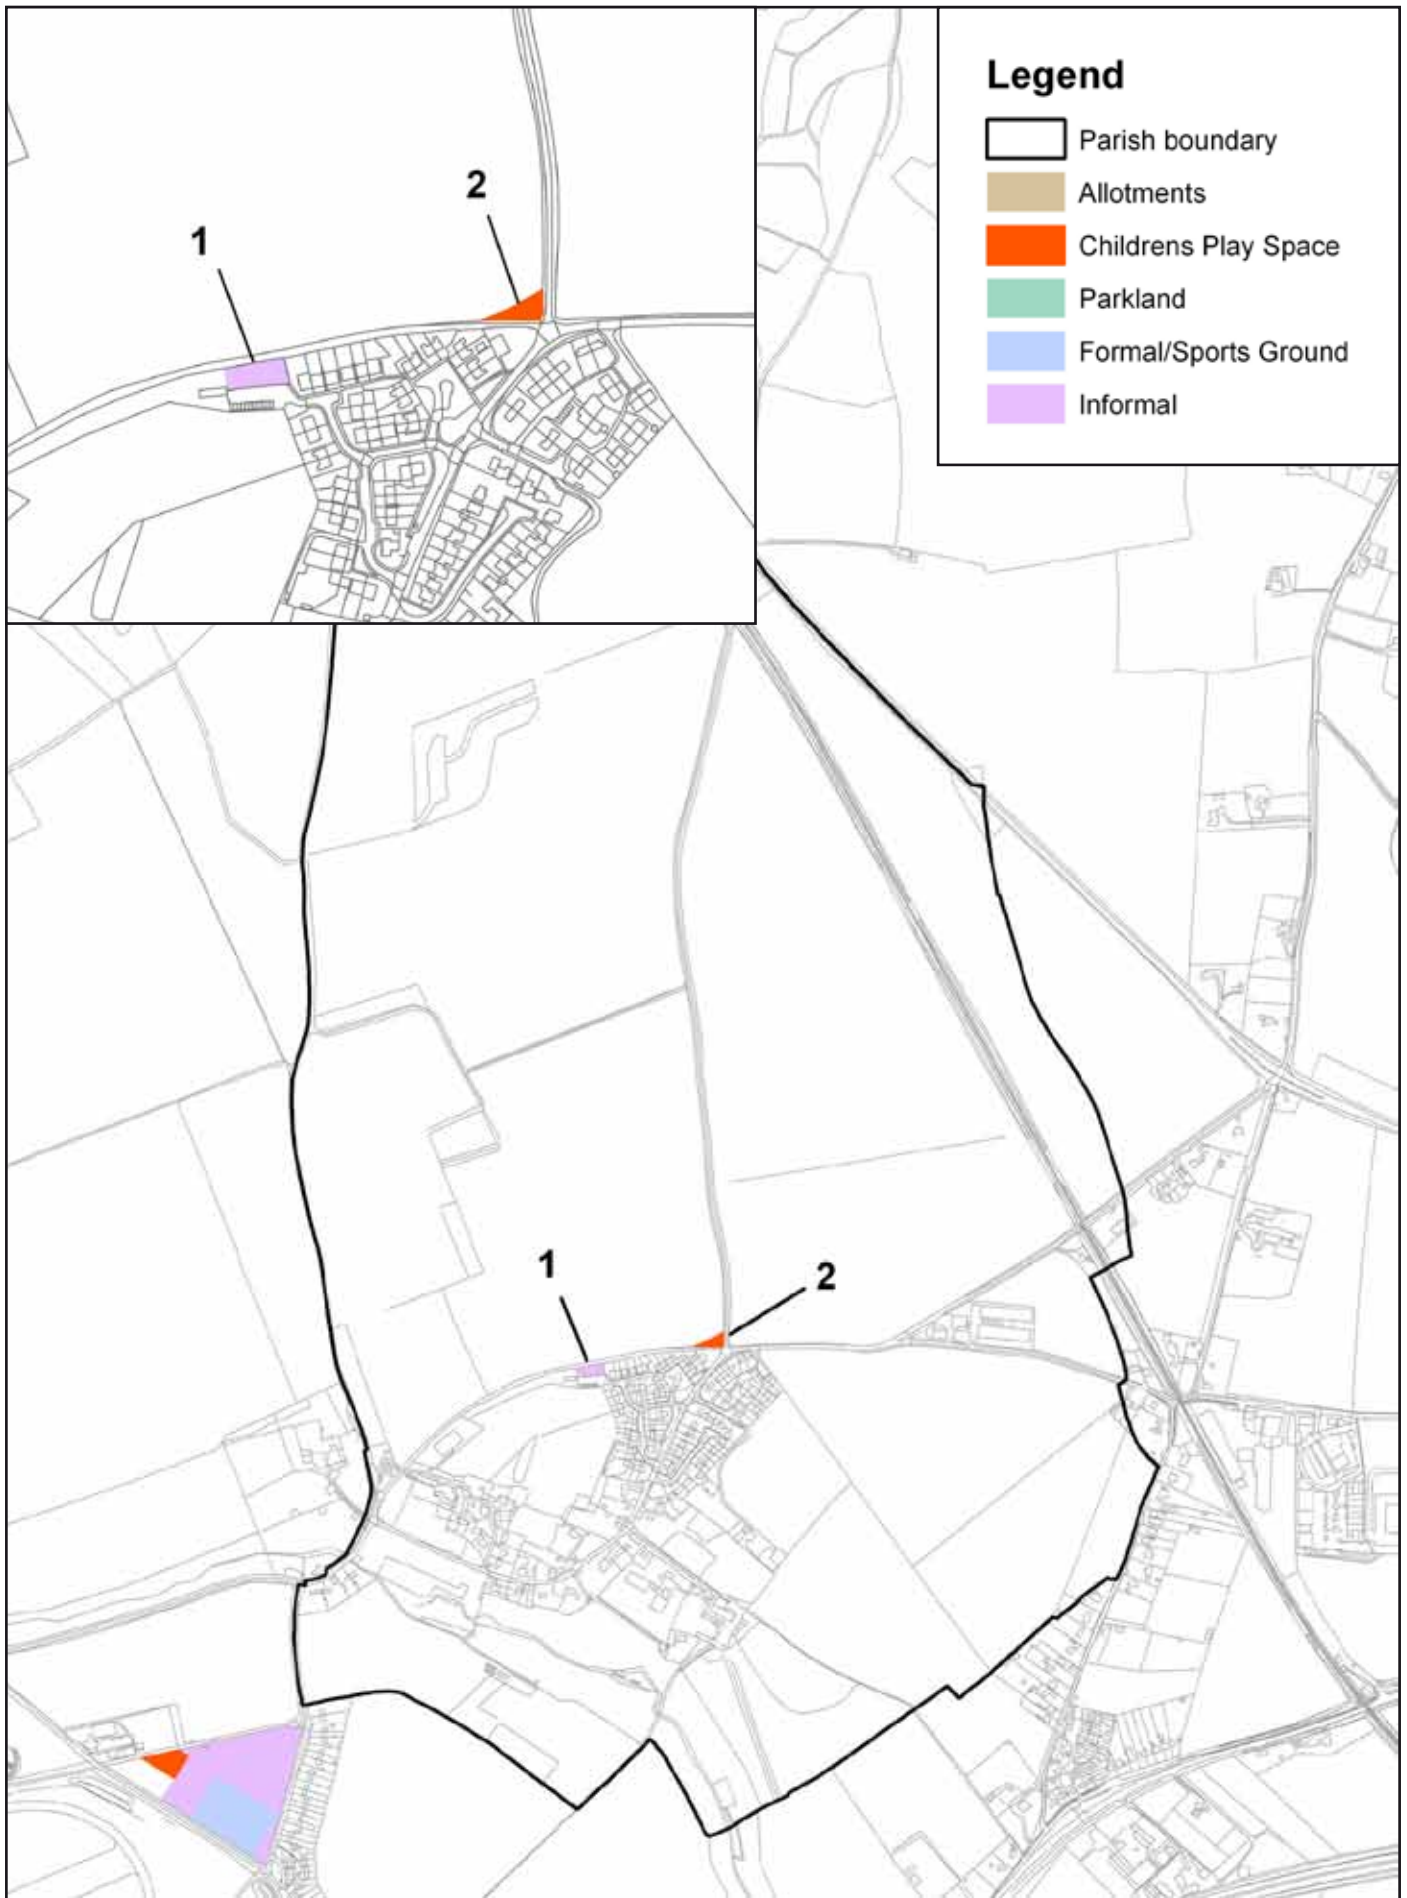 Legend
Parish boundary
Allotments
Childrens Play Space
Parkland
Formal/Sports Ground
Informal
2
1
1
2